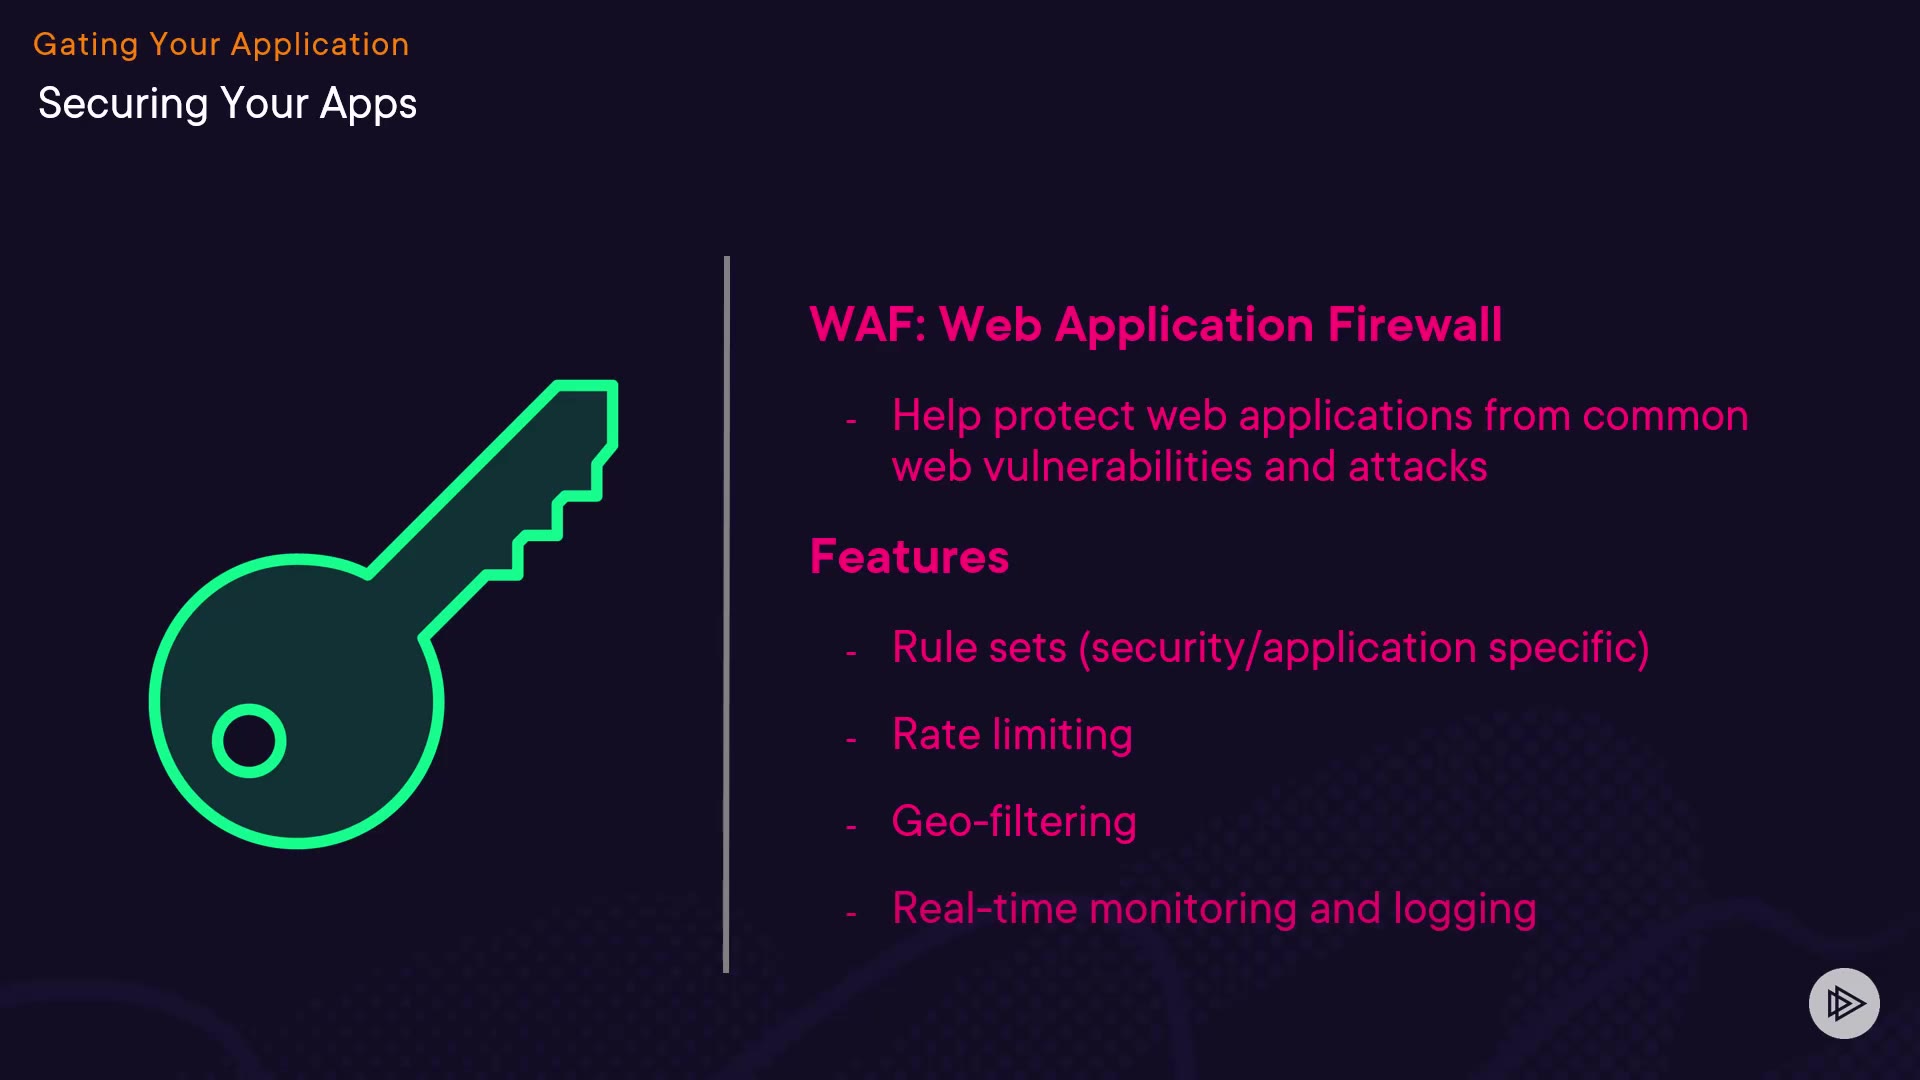 Gating Your Application
Securing Your Apps
WAF: Web Application Firewall
- Help protect web applications from common
web vulnerabilities and attacks
Features
- Rule sets (security/application specific)
- Rate limiting
- Geo-filtering
- Real-time monitoring and logging